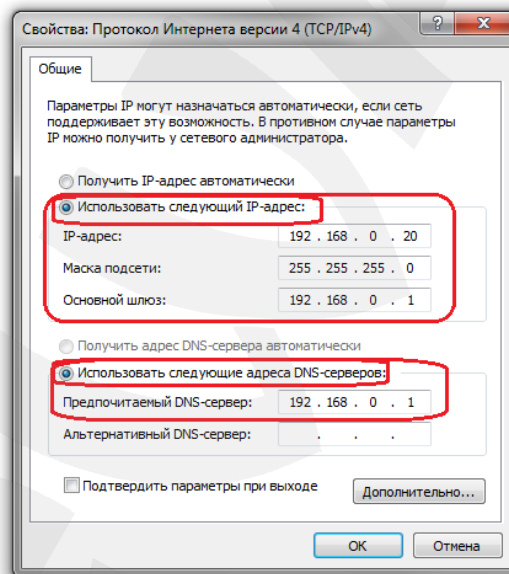 Свойства: Протокол Интернета версии 4 (TCP/IPv4)
?
x
Общие
Параметры IP могут назначаться автоматически, если сеть
поддерживает эту возможность. В противном случае параметры
IP можно получить у сетевого администратора.
Получить IP-адрес автоматически
Использовать следующий IP-адрес:
IP-адрес: 192 . 168 . 0 . 20
Маска подсети: 255 . 255 . 255 . 0
Основной шлюз: 192 . 168 . 0 . 1
Получить адрес DNS-сервера автоматически
Использовать следующие адреса DNS-серверов:
Предпочитаемый DNS-сервер: 192 . 168 . 0 . 1
Альтернативный DNS-сервер: . . .
Подтвердить параметры при выходе
Дополнительно...
OK
Отмена